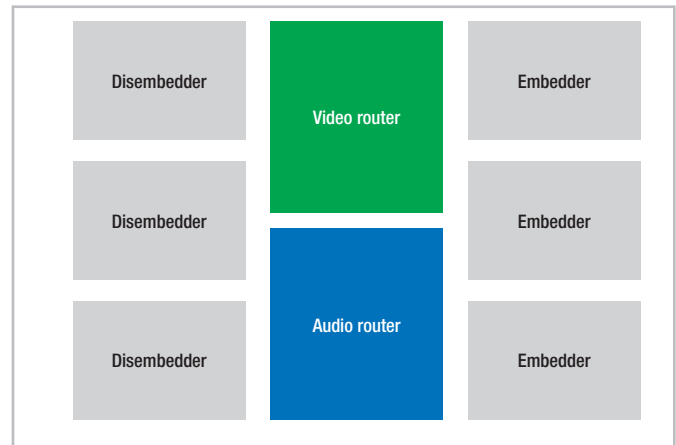 Disembedder
Video router
Embedder
Disembedder
Embedder
Audio router
Disembedder
Embedder